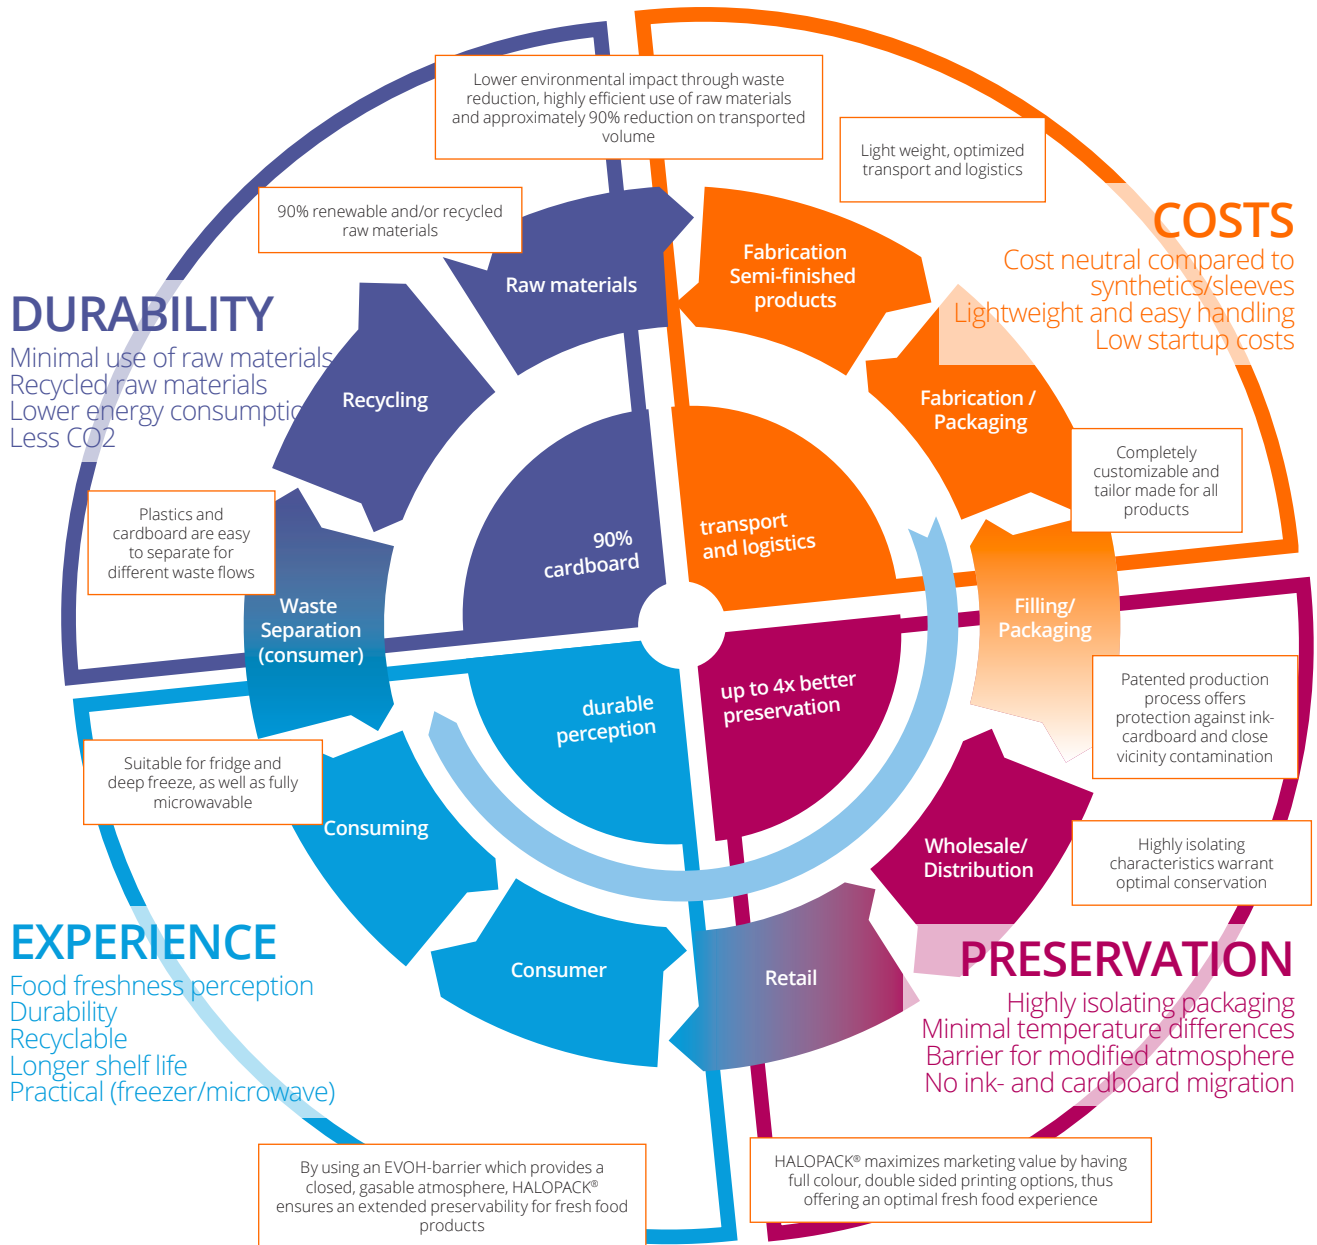 Lower environmental impact through waste
reduction, highly efficient use of raw materials
and approximately 90% reduction on transported
volume
Light weight, optimized
transport and logistics
90% renewable and/or recycled
raw materials
COSTS
Cost neutral compared to
synthetics/sleeves
Lightweight and easy handling
Low startup costs
Fabrication
Semi-finished
products
Raw materials
DURABILITY
Minimal use of raw materials
Recycled raw materials
Lower energy consumptio
Less CO2
Recycling
Fabrication /
Packaging
Completely
customizable and
tailor made for all
products
Plastics and
cardboard are easy
to separate for
different waste flows
90%
cardboard
transport
and logistics
Waste
Separation
(consumer)
Filling/
Packaging
durable
perception
up to 4x better
preservation
Patented production
process offers
protection against ink-
cardboard and close
vicinity contamination
Suitable for fridge and
deep freeze, as well as fully
microwavable
Consuming
Wholesale/
Distribution
Highly isolating
characteristics warrant
optimal conservation
EXPERIENCE
Food freshness perception
Durability
Recyclable
Longer shelf life
Practical (freezer/microwave)
Consumer
Retail
PRESERVATION
Highly isolating packaging
Minimal temperature differences
Barrier for modified atmosphere
No ink- and cardboard migration
By using an EVOH-barrier which provides a
closed, gasable atmosphere, HALOPACK®
ensures an extended preservability for fresh food
products
HALOPACK® maximizes marketing value by having
full colour, double sided printing options, thus
offering an optimal fresh food experience